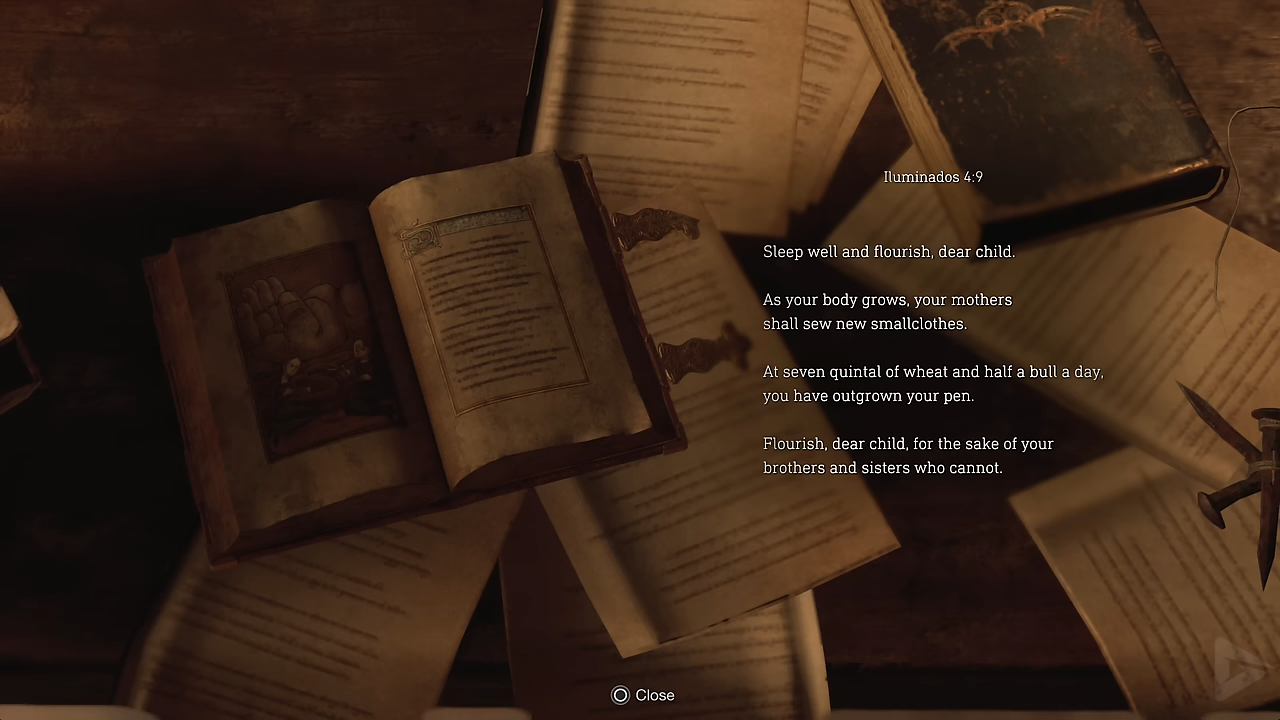 Iluminados 4:9
Sleep well and flourish, dear child.
As your body grows, your mothers
shall sew new smallclothes.
At seven quintal of wheat and half a bull a day,
you have outgrown your pen.
Flourish, dear child, for the sake of your
brothers and sisters who cannot.
Close